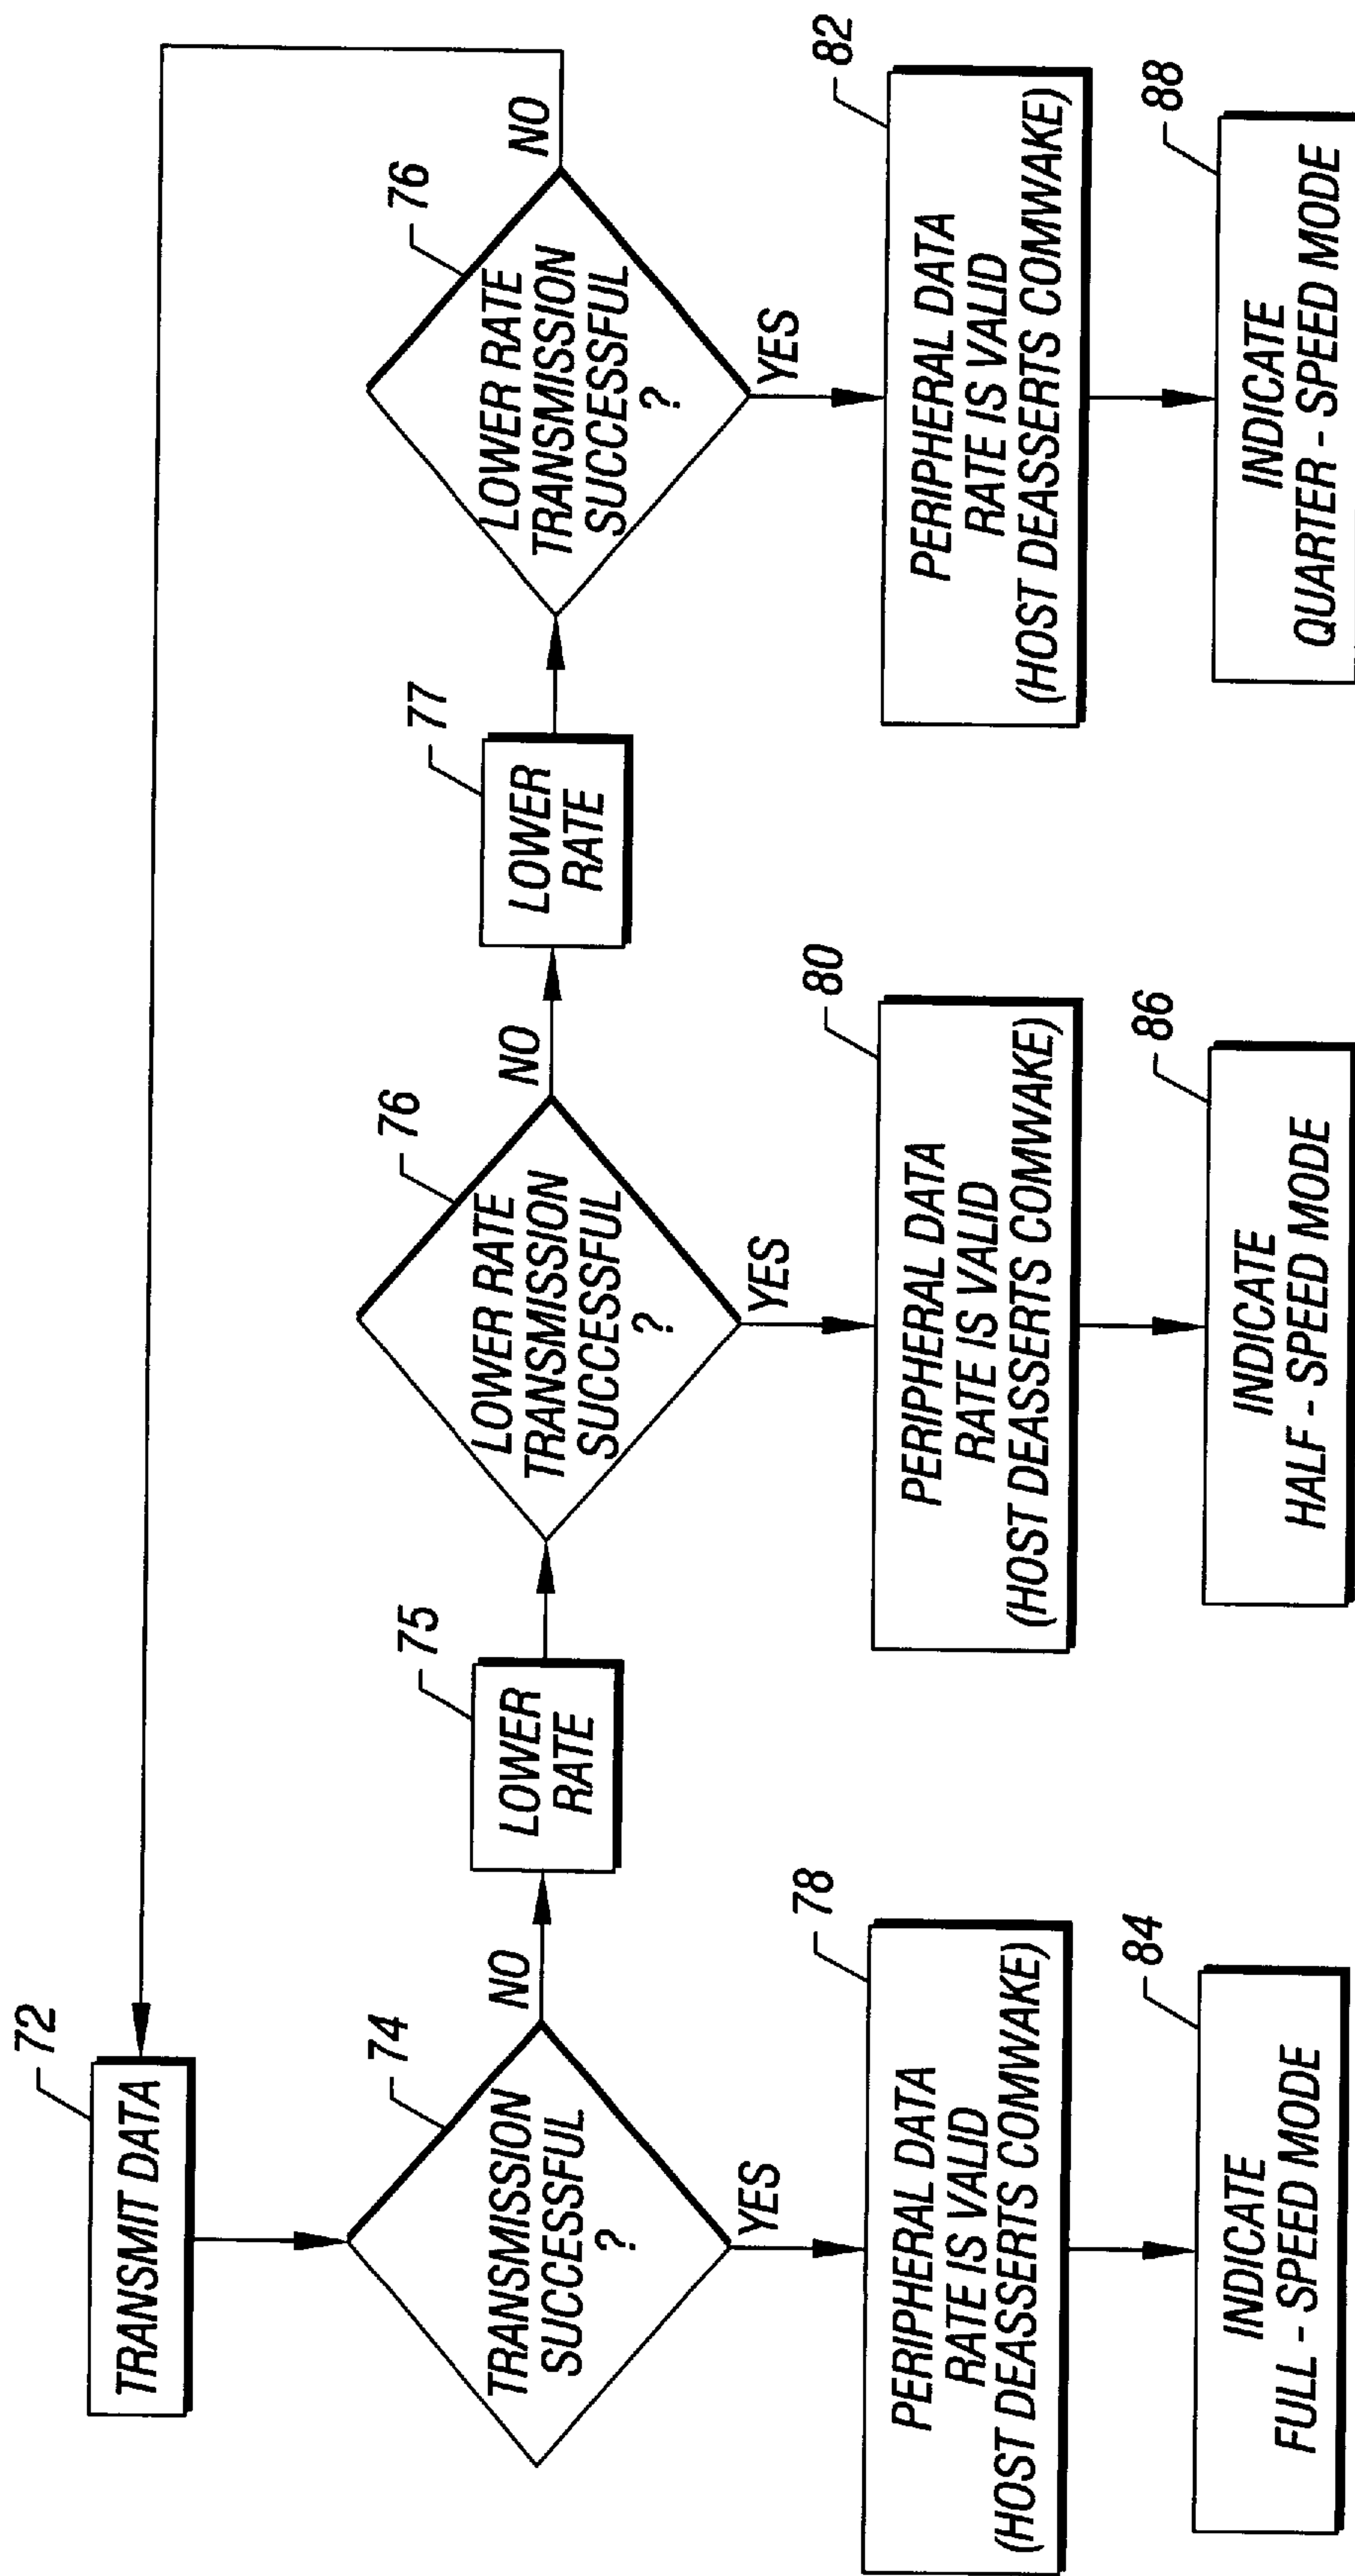 72
TRANSMIT DATA
74
TRANSMISSION
SUCCESSFUL
?
NO
YES
75
LOWER
RATE
76
LOWER RATE
TRANSMISSION
SUCCESSFUL
?
NO
YES
77
LOWER
RATE
76
LOWER RATE
TRANSMISSION
SUCCESSFUL
?
NO
YES
78
PERIPHERAL DATA
RATE IS VALID
(HOST DEASSERTS COMWAKE)
80
PERIPHERAL DATA
RATE IS VALID
(HOST DEASSERTS COMWAKE)
82
PERIPHERAL DATA
RATE IS VALID
(HOST DEASSERTS COMWAKE)
84
INDICATE
FULL - SPEED MODE
86
INDICATE
HALF - SPEED MODE
88
INDICATE
QUARTER - SPEED MODE